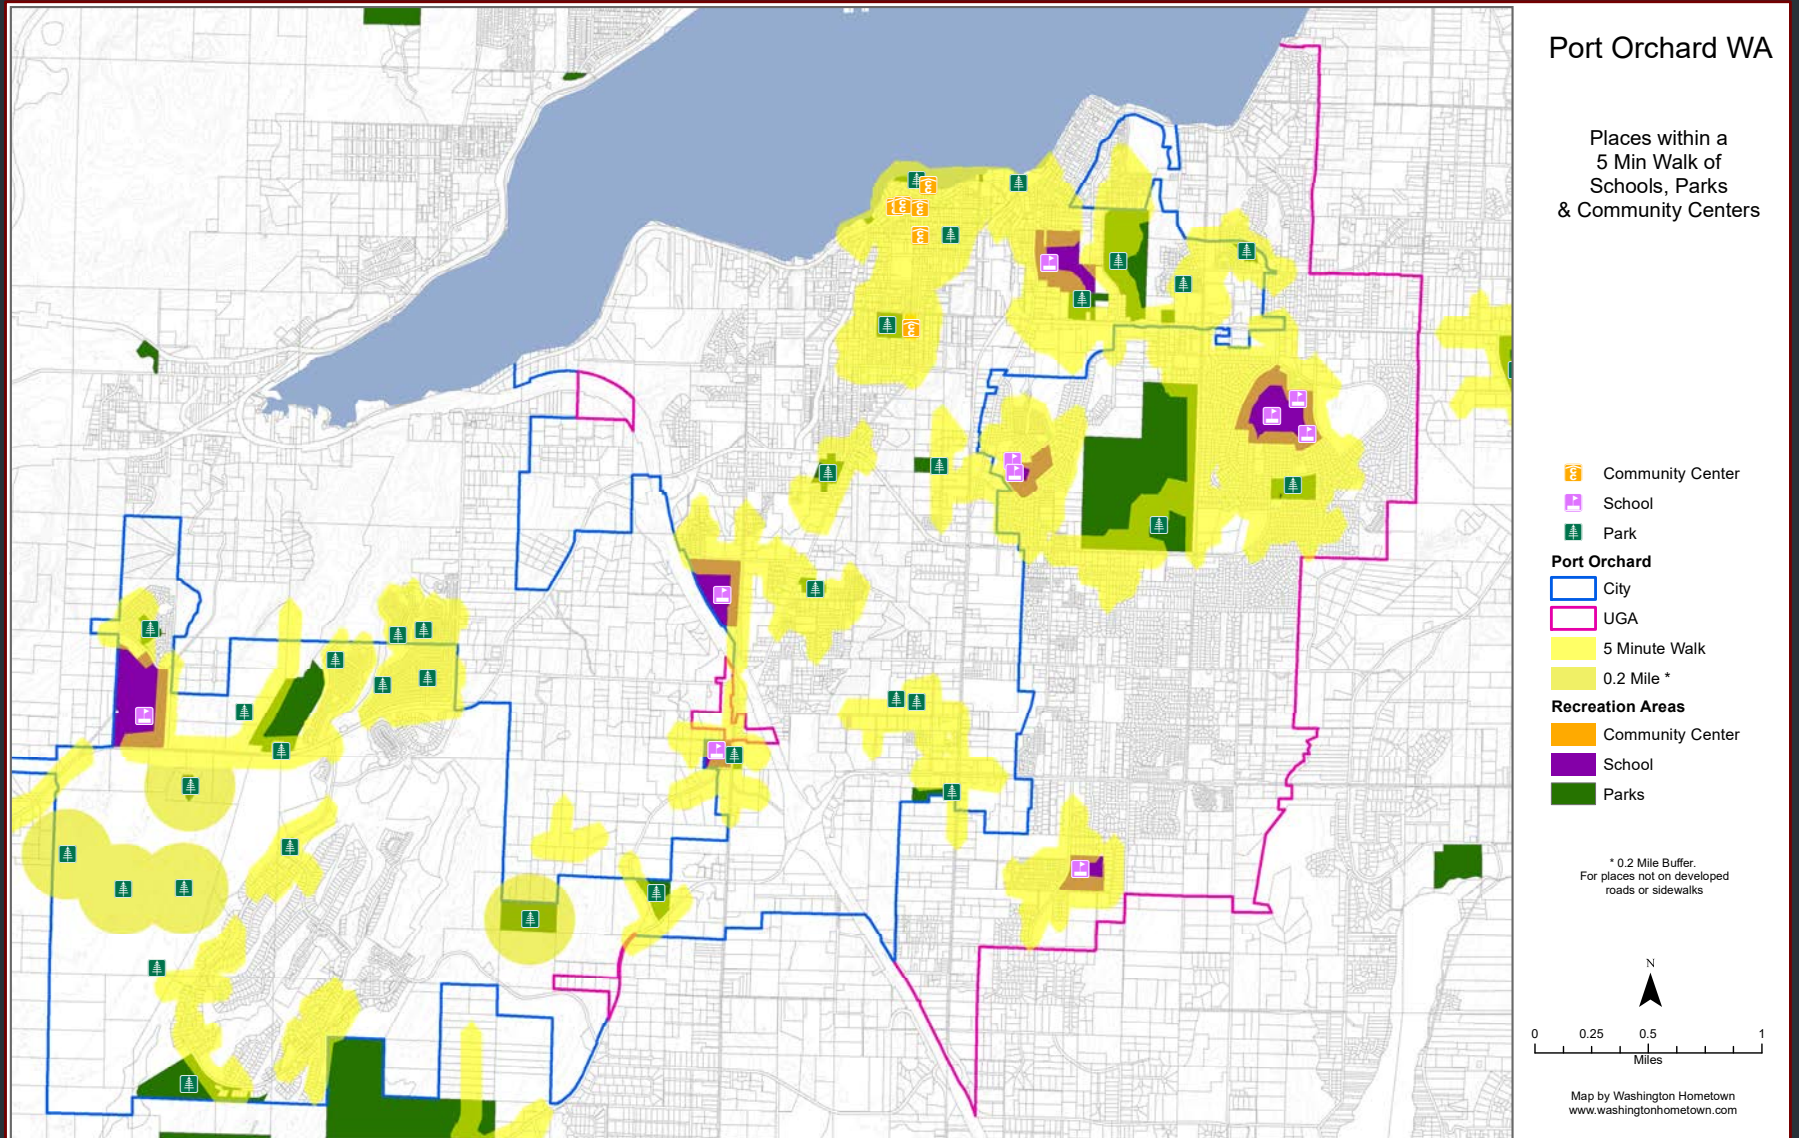 Port Orchard WA
Places within a
5 Min Walk of
Schools, Parks
& Community Centers
Community Center
School
Park
Port Orchard
City
UGA
5 Minute Walk
0.2 Mile *
Recreation Areas
Community Center
School
Parks
* 0.2 Mile Buffer.
For places not on developed
roads or sidewalks
N
0 0.25 0.5 1
Miles
Map by Washington Hometown
www.washingtonhometown.com